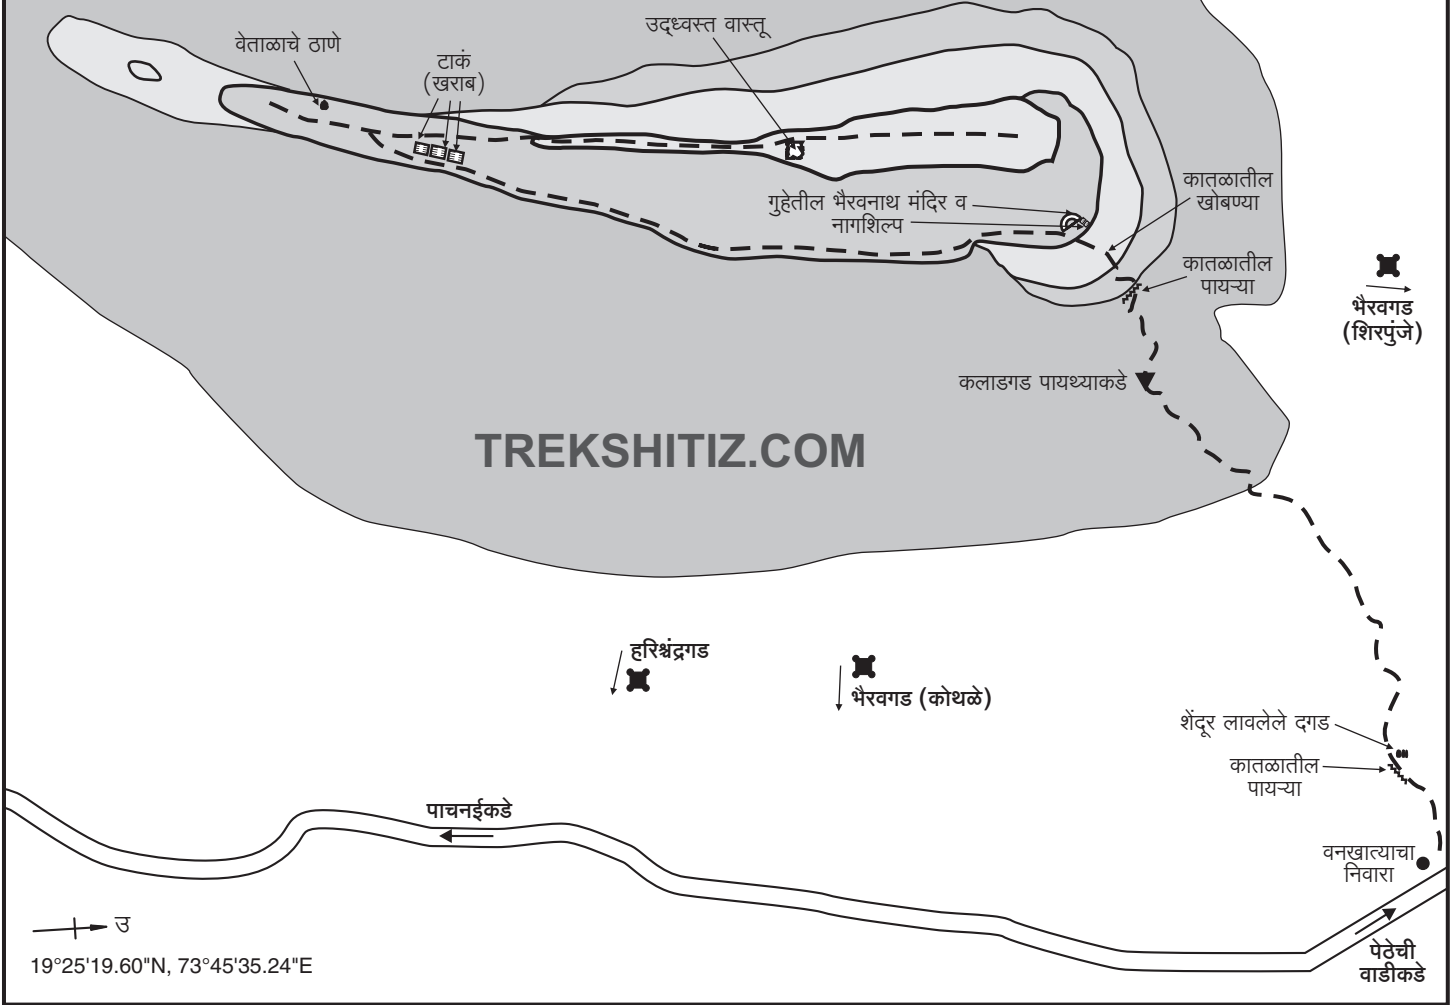 उद्ध्वस्त वास्तू
वेताळाचे ठाणे
टाकं
(खराब)
कातळातील
खोबण्या
गुहेतील भैरवनाथ मंदिर व
नागशिल्प
कातळातील
पायऱ्या
भैरवगड
(शिरपुंजे)
कलाडगड पायथ्याकडे
TREKSHITIZ.COM
हरिश्चंद्रगड
भैरवगड (कोथळे)
शेंदूर लावलेले दगड
कातळातील
पायऱ्या
पाचनईकडे
वनखात्याचा
निवारा
उ
पेठेची
वाडीकडे
19°25'19.60"N, 73°45'35.24"E